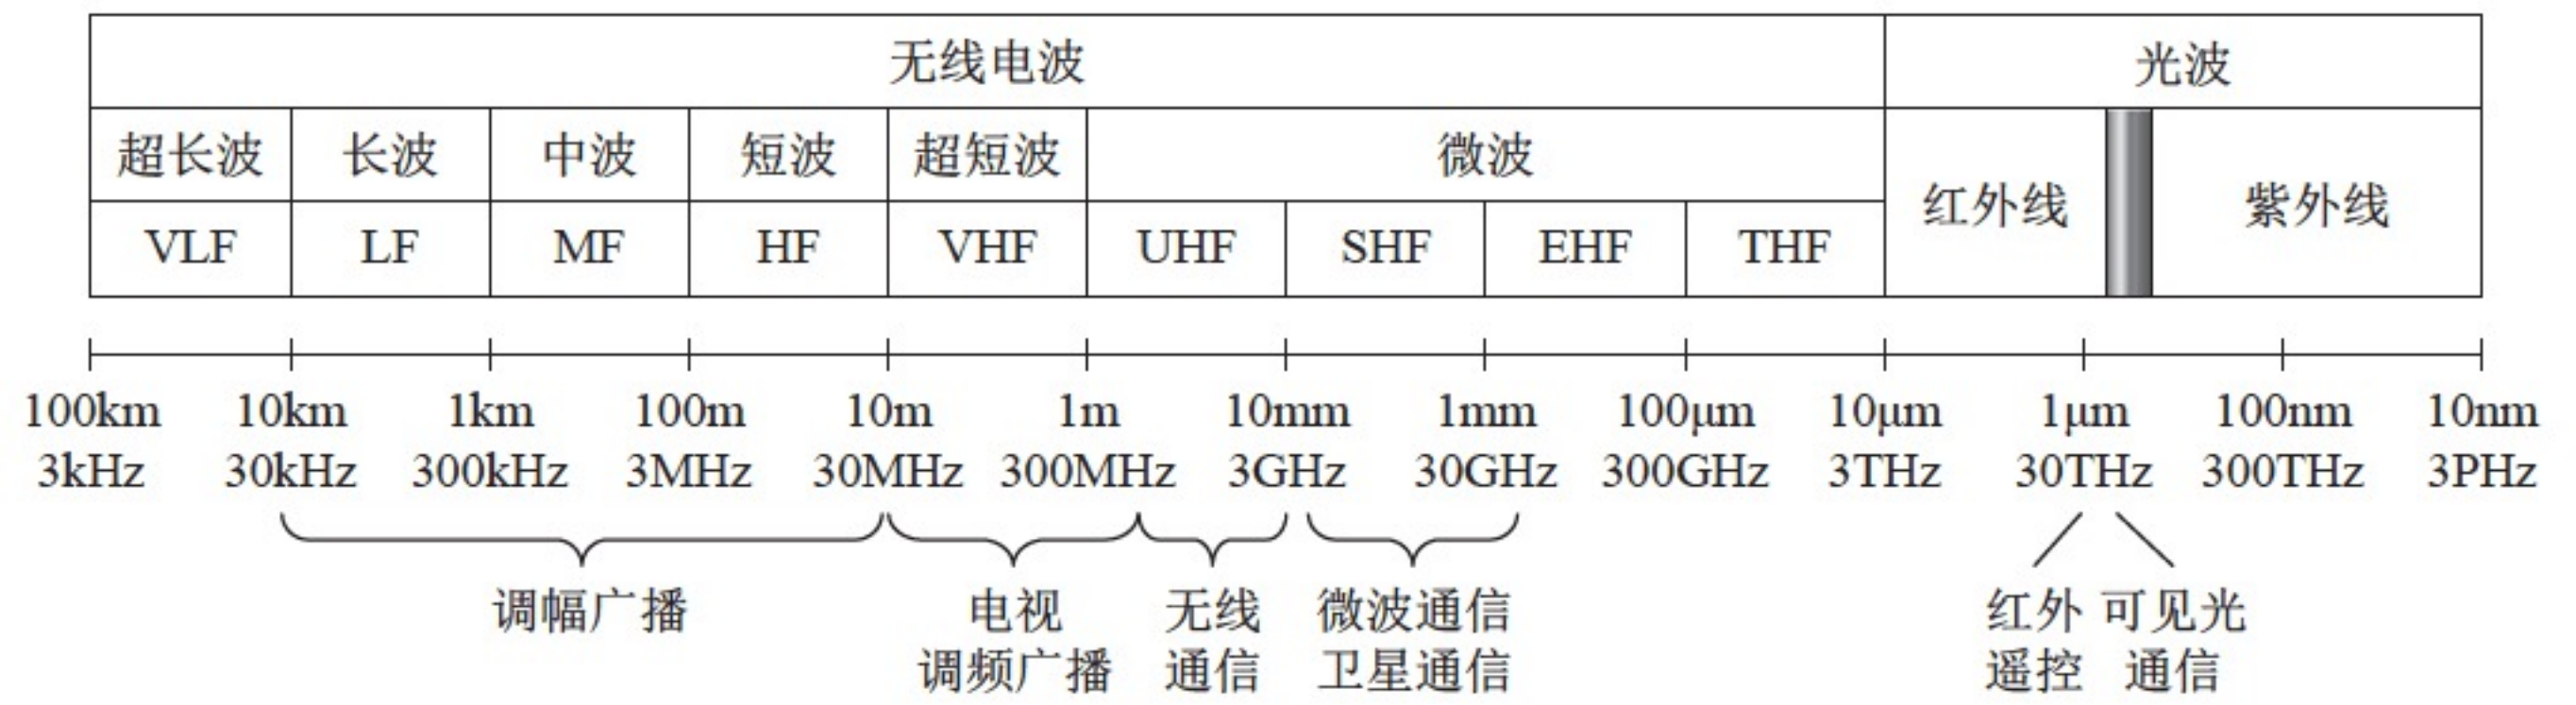 无线电波 光波
超长波 长波 中波 短波 超短波 微波 红外线 紫外线
VLF LF MF HF VHF UHF SHF EHF THF
100km 10km 1km 100m 10m 1m 10mm 1mm 100μm 10μm 1μm 100nm 10nm
3kHz 30kHz 300kHz 3MHz 30MHz 300MHz 3GHz 30GHz 300GHz 3THz 30THz 300THz 3PHz
调幅广播 电视 无线 微波通信 红外 可见光
调频广播 通信 卫星通信 遥控 通信